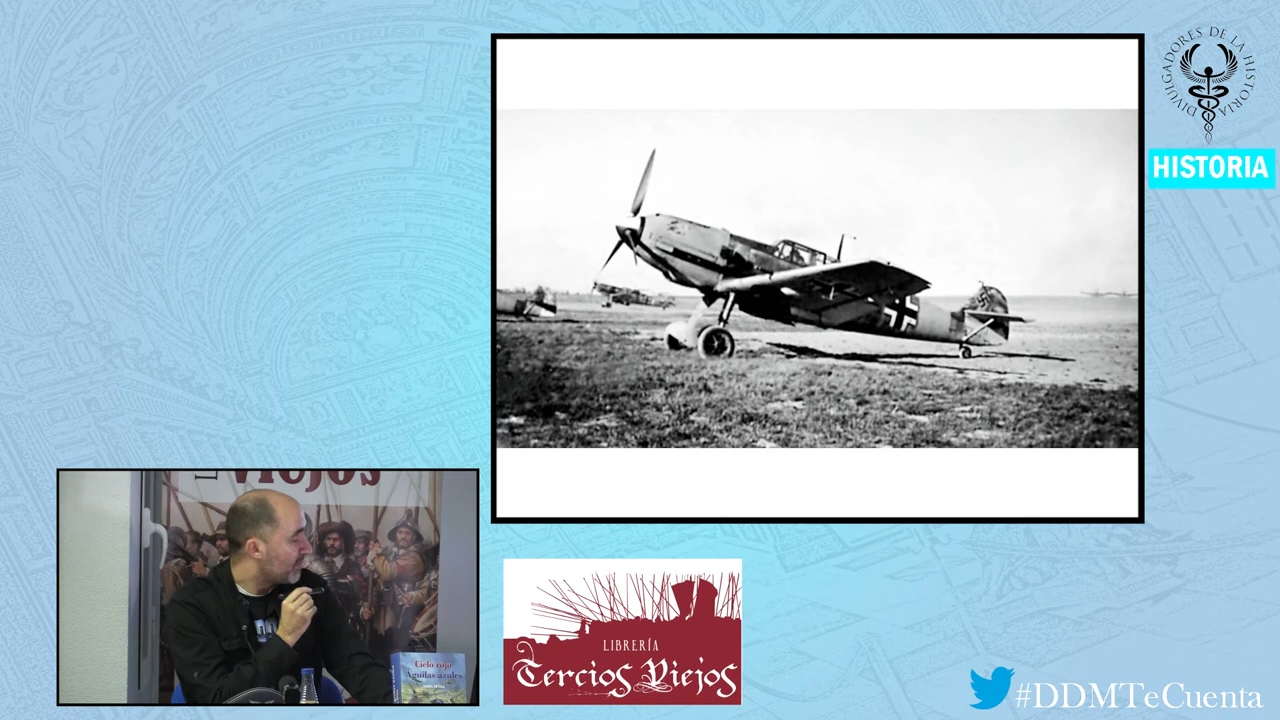 DIVULGADORES DE LA HISTORIA
HISTORIA
VIEJOS
Cielo rojo
Águilas azules
LIBRERÍA
Tercios Viejos
#DDMTeCuenta